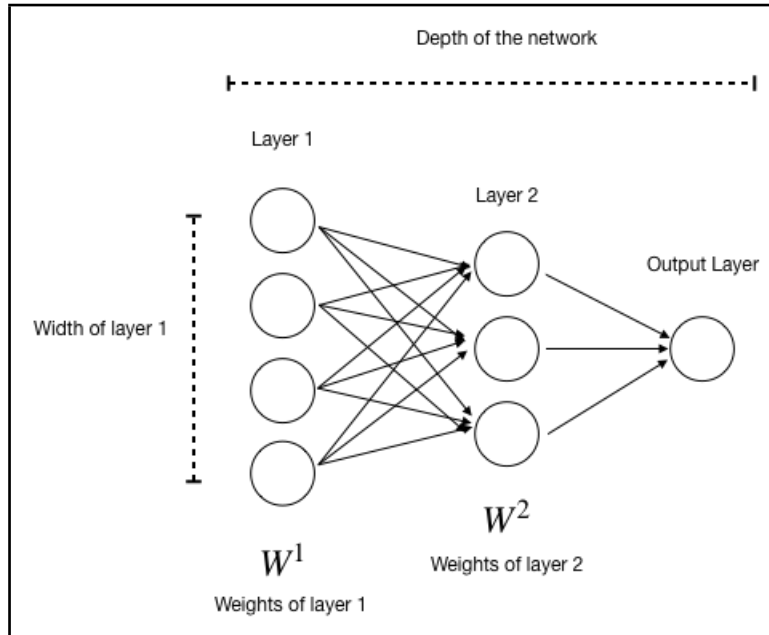 Depth of the network
Layer 1
Layer 2
Output Layer
Width of layer 1
W¹
W²
Weights of layer 1
Weights of layer 2